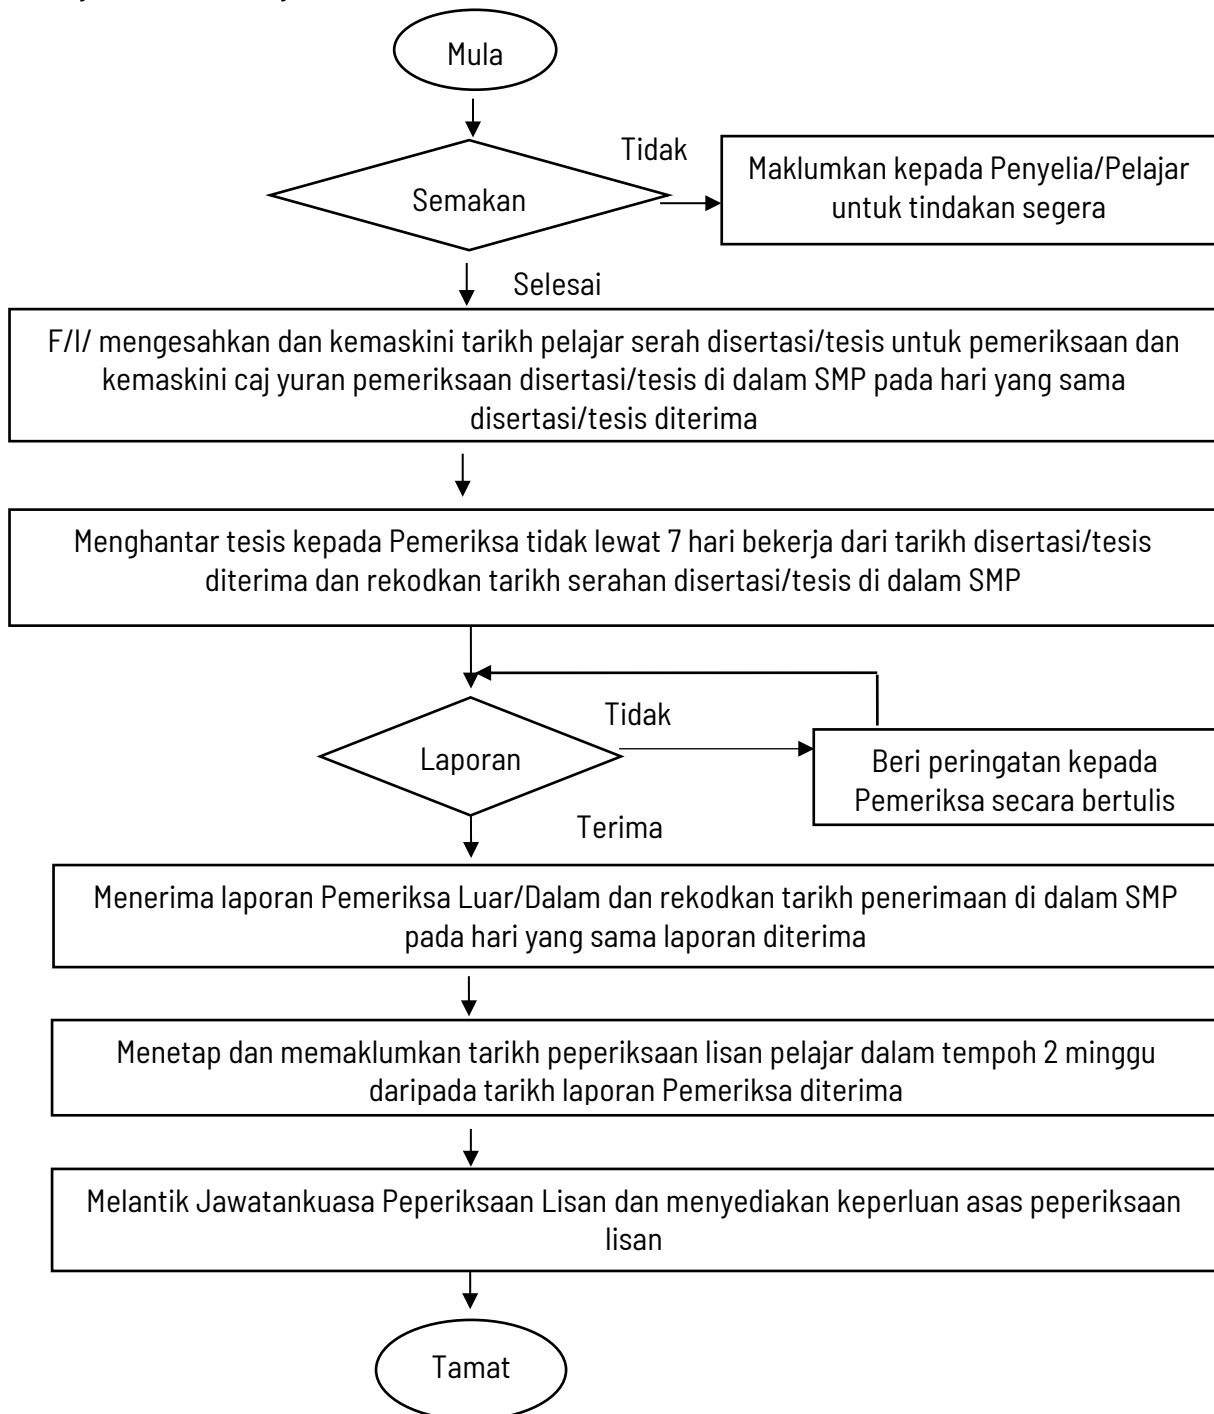 Mula
Tidak
Maklumkan kepada Penyelia/Pelajar
untuk tindakan segera
Semakan
Selesai
F/I/ mengesahkan dan kemaskini tarikh pelajar serah disertasi/tesis untuk pemeriksaan dan
kemaskini caj yuran pemeriksaan disertasi/tesis di dalam SMP pada hari yang sama
disertasi/tesis diterima
Menghantar tesis kepada Pemeriksa tidak lewat 7 hari bekerja dari tarikh disertasi/tesis
diterima dan rekodkan tarikh serahan disertasi/tesis di dalam SMP
Tidak
Laporan
Beri peringatan kepada
Pemeriksa secara bertulis
Terima
Menerima laporan Pemeriksa Luar/Dalam dan rekodkan tarikh penerimaan di dalam SMP
pada hari yang sama laporan diterima
Menetap dan memaklumkan tarikh peperiksaan lisan pelajar dalam tempoh 2 minggu
daripada tarikh laporan Pemeriksa diterima
Melantik Jawatankuasa Peperiksaan Lisan dan menyediakan keperluan asas peperiksaan
lisan
Tamat